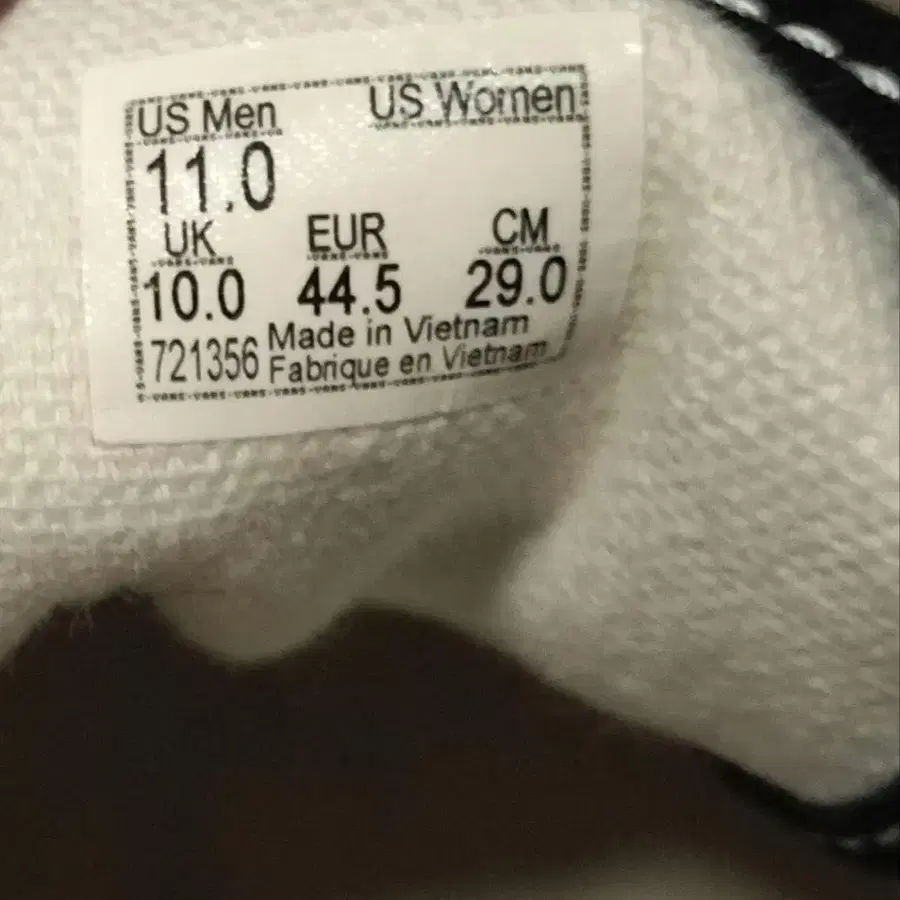 US Men US Women
11.0
UK EUR CM
10.0 44.5 29.0
721356 Made in Vietnam
Fabrique en Vietnam